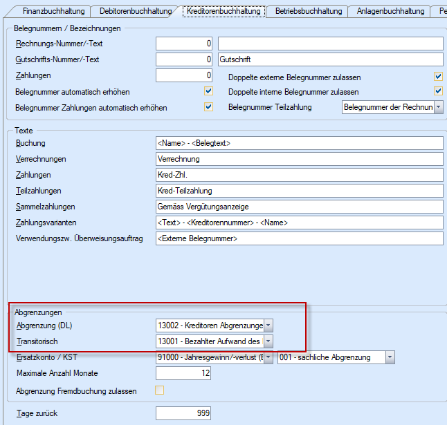 Finanzbuchhaltung Debitorenbuchhaltung Kreditorenbuchhaltung Betriebsbuchhaltung Anlagenbuchhaltung Pe
Belegnummern / Bezeichnungen
Rechnungs-Nummer/-Text 0
Gutschrifts-Nummer/-Text 0 Gutschrift
Zahlungen 0 Doppelte externe Belegnummer zulassen
Belegnummer automatisch erhöhen Doppelte interne Belegnummer zulassen
Belegnummer Zahlungen automatisch erhöhen Belegnummer Teilzahlung Belegnummer der Rechnun
Texte
Buchung <Name> - <Belegtext>
Verrechnungen Verrechnung
Zahlungen Kred-Zhl.
Teilzahlungen Kred-Teilzahlung
Sammelzahlungen Gemäss Vergütungsanzeige
Zahlungsvarianten <Text> - <Kreditorennummer> - <Name>
Verwendungszw. Überweisungsauftrag <Externe Belegnummer>
Abgrenzungen
Abgrenzung (DL) 13002 - Kreditoren Abgrenzunge
Transitorisch 13001 - Bezahlter Aufwand des
Ersatzkonto / KST 91000 - Jahresgewinn/-verlust (E 001 - sachliche Abgrenzung
Maximale Anzahl Monate 12
Abgrenzung Fremdbuchung zulassen
Tage zurück 999